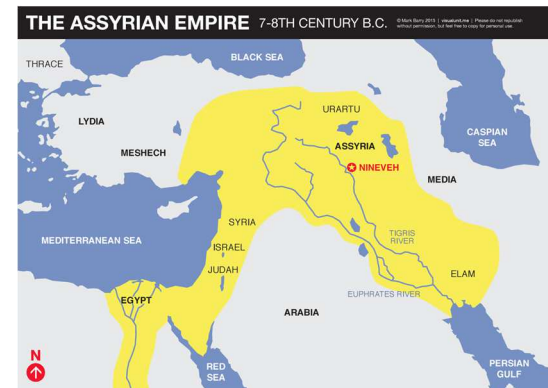 THE ASSYRIAN EMPIRE 7-8TH CENTURY B.C.
© Mark Barry 2013 | visualunit.me | Please do not republish
without permission, but feel free to copy for personal use.
THRACE
BLACK SEA
URARTU
LYDIA
CASPIAN
SEA
MESHECH
ASSYRIA
NINEVEH
MEDIA
SYRIA
MEDITERRANEAN SEA
TIGRIS
RIVER
ISRAEL
JUDAH
ELAM
EGYPT
EUPHRATES RIVER
ARABIA
N
RED
SEA
PERSIAN
GULF